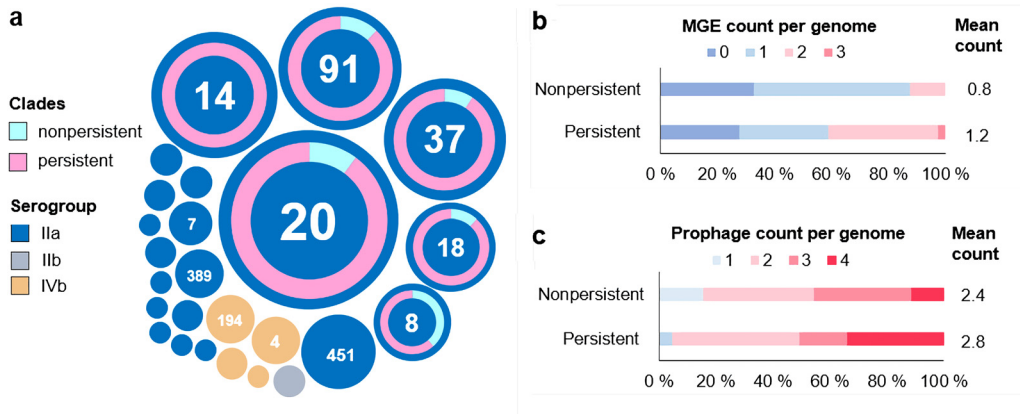 a
Clades
nonpersistent
persistent
Serogroup
IIa
IIb
IVb
14
91
37
20
18
8
7
389
194
4
451
b
MGE count per genome
Mean
count
0 1 2 3
Nonpersistent 0.8
Persistent 1.2
0 % 20 % 40 % 60 % 80 % 100 %
c
Prophage count per genome
Mean
count
1 2 3 4
Nonpersistent 2.4
Persistent 2.8
0 % 20 % 40 % 60 % 80 % 100 %